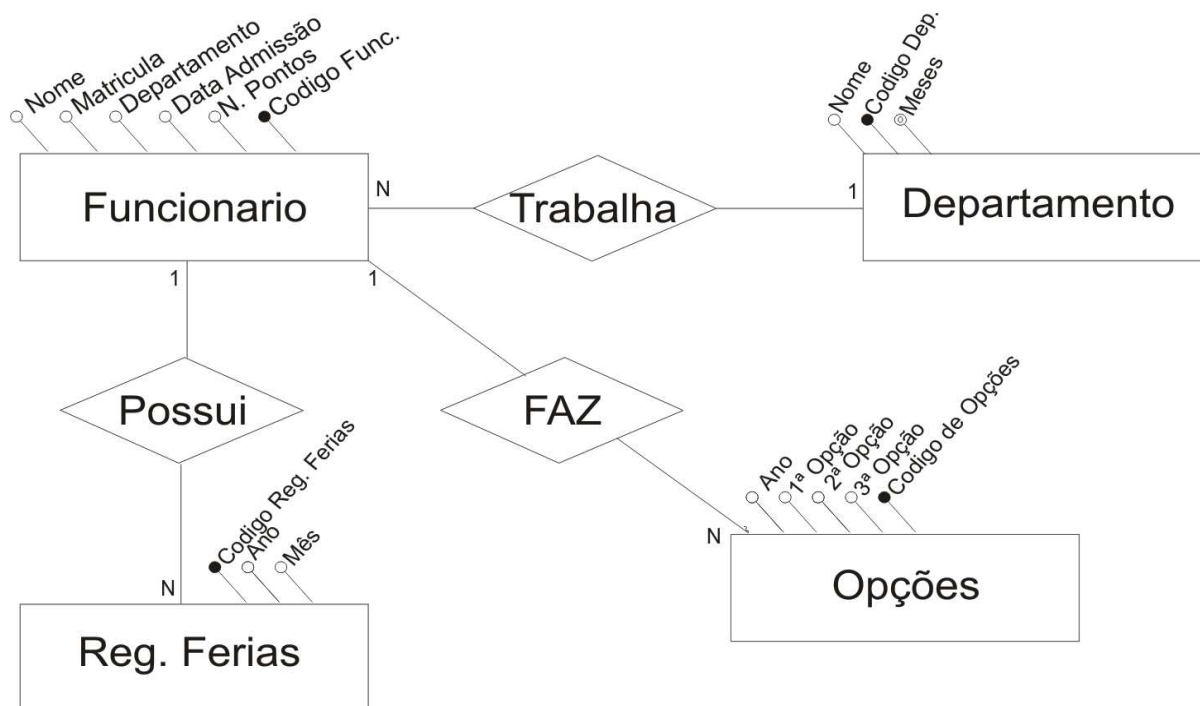 Nome
Matricula
Departamento
Data Admissão
N. Pontos
Codigo Func.
Nome
Codigo Dep.
Meses
Funcionario
N
Trabalha
1
Departamento
1
1
Possui
FAZ
Codigo Reg. Ferias
Ano
Mês
Ano
1ª Opção
2ª Opção
3ª Opção
Codigo de Opções
N
N
Opções
Reg. Ferias